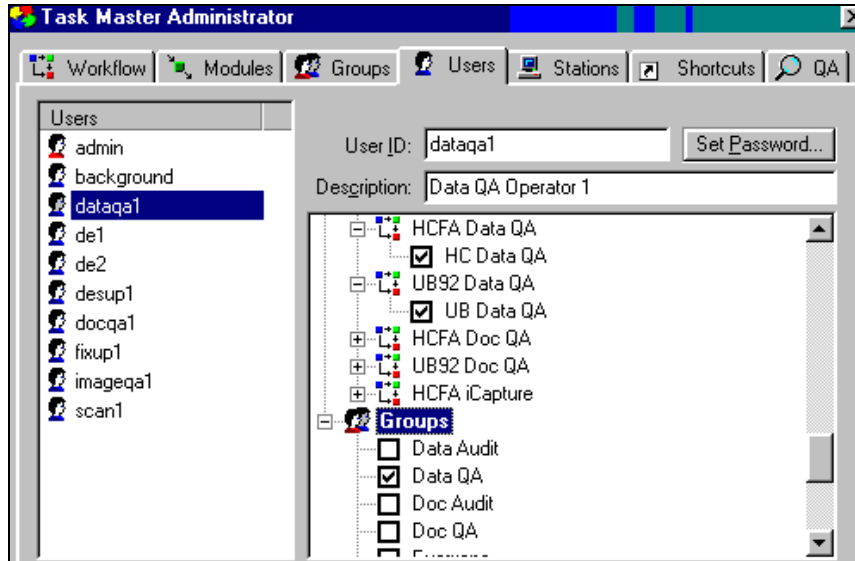 Task Master Administrator
Workflow Modules Groups Users Stations Shortcuts QA
Users
admin
background
dataqa1
de1
de2
desup1
docqa1
fixup1
imageqa1
scan1
User ID: dataqa1 Set Password...
Description: Data QA Operator 1
HCFA Data QA
HC Data QA
UB92 Data QA
UB Data QA
HCFA Doc QA
UB92 Doc QA
HCFA iCapture
Groups
Data Audit
Data QA
Doc Audit
Doc QA